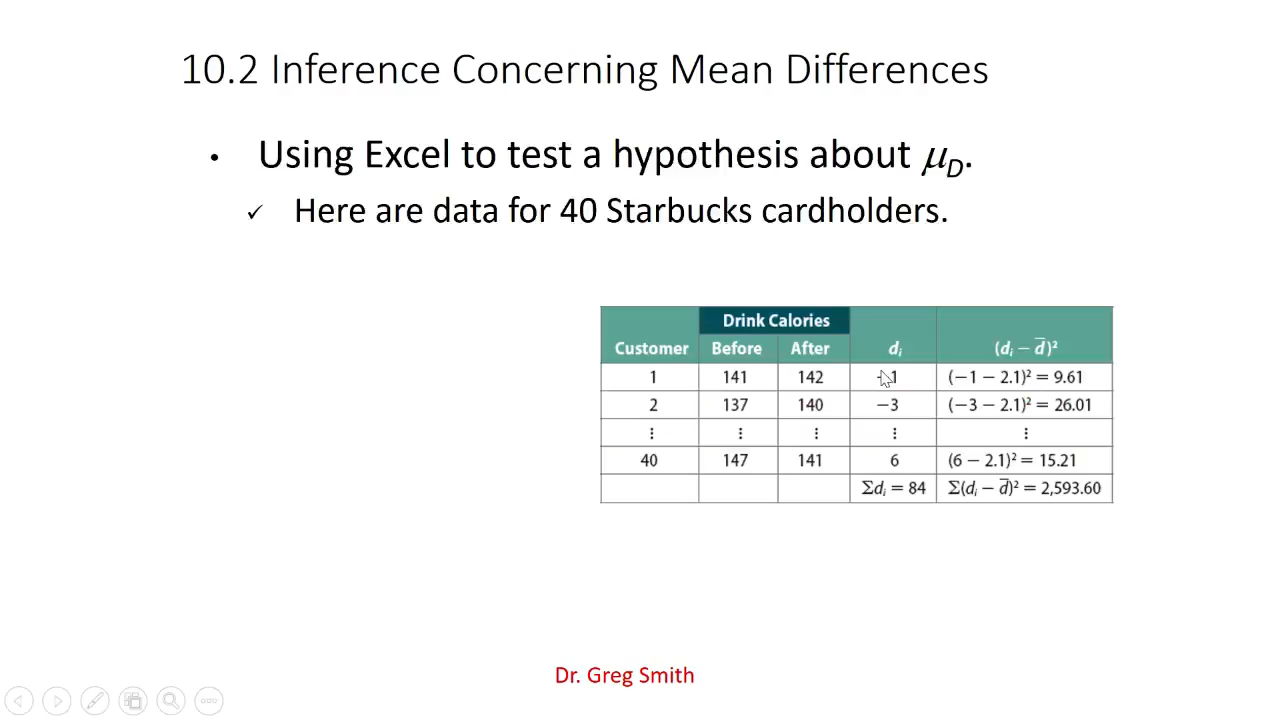 10.2 Inference Concerning Mean Differences
• Using Excel to test a hypothesis about μD.
✓ Here are data for 40 Starbucks cardholders.
Drink Calories
Customer Before After di (di − d̄)²
1 141 142 −1 (−1 − 2.1)² = 9.61
2 137 140 −3 (−3 − 2.1)² = 26.01
⋮ ⋮ ⋮ ⋮ ⋮
40 147 141 6 (6 − 2.1)² = 15.21
Σdi = 84 Σ(di − d̄)² = 2,593.60
Dr. Greg Smith